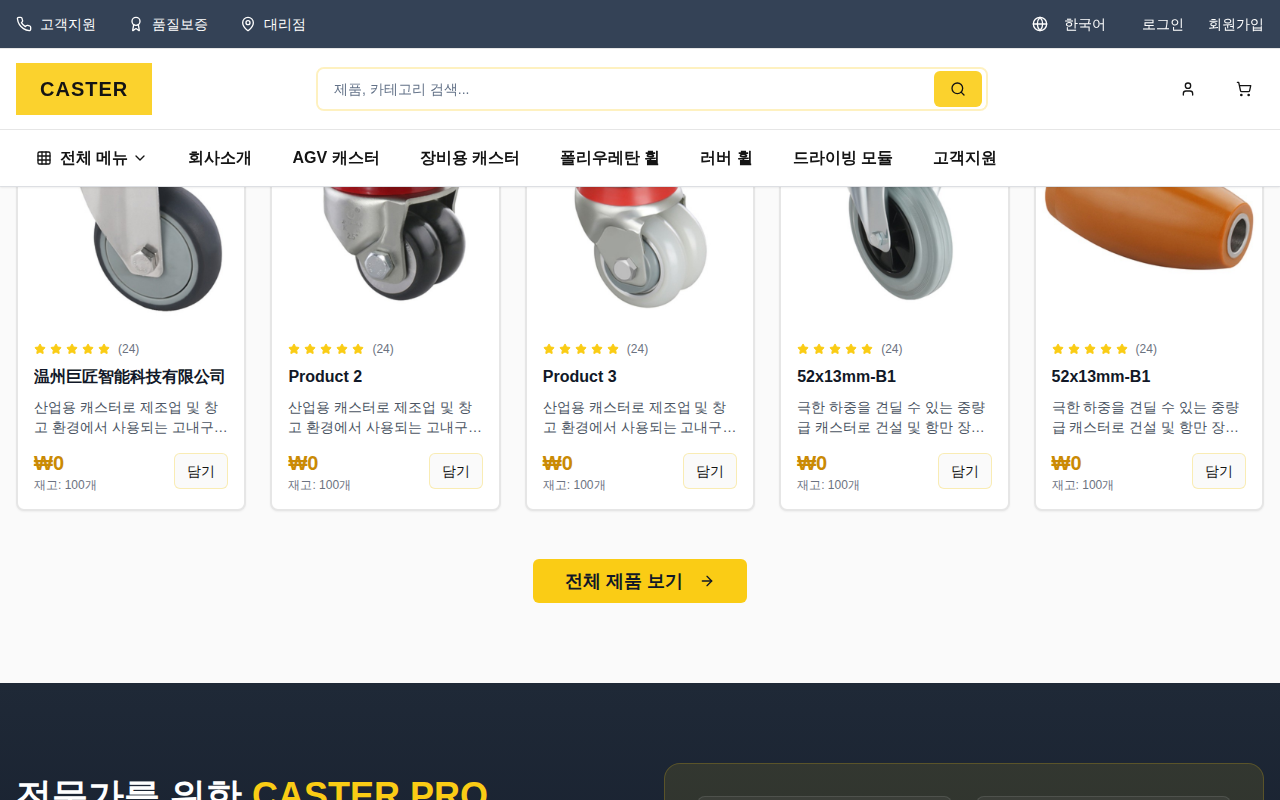 고객지원
품질보증
대리점
한국어
로그인
회원가입
CASTER
제품, 카테고리 검색...
전체 메뉴
회사소개
AGV 캐스터
장비용 캐스터
폴리우레탄 휠
러버 휠
드라이빙 모듈
고객지원
(24)
温州巨匠智能科技有限公司
산업용 캐스터로 제조업 및 창
고 환경에서 사용되는 고내구...
₩0
재고: 100개
담기
(24)
Product 2
산업용 캐스터로 제조업 및 창
고 환경에서 사용되는 고내구...
₩0
재고: 100개
담기
(24)
Product 3
산업용 캐스터로 제조업 및 창
고 환경에서 사용되는 고내구...
₩0
재고: 100개
담기
(24)
52x13mm-B1
극한 하중을 견딜 수 있는 중량
급 캐스터로 건설 및 항만 장...
₩0
재고: 100개
담기
(24)
52x13mm-B1
극한 하중을 견딜 수 있는 중량
급 캐스터로 건설 및 항만 장...
₩0
재고: 100개
담기
전체 제품 보기
전문가를 위한 CASTER PRO